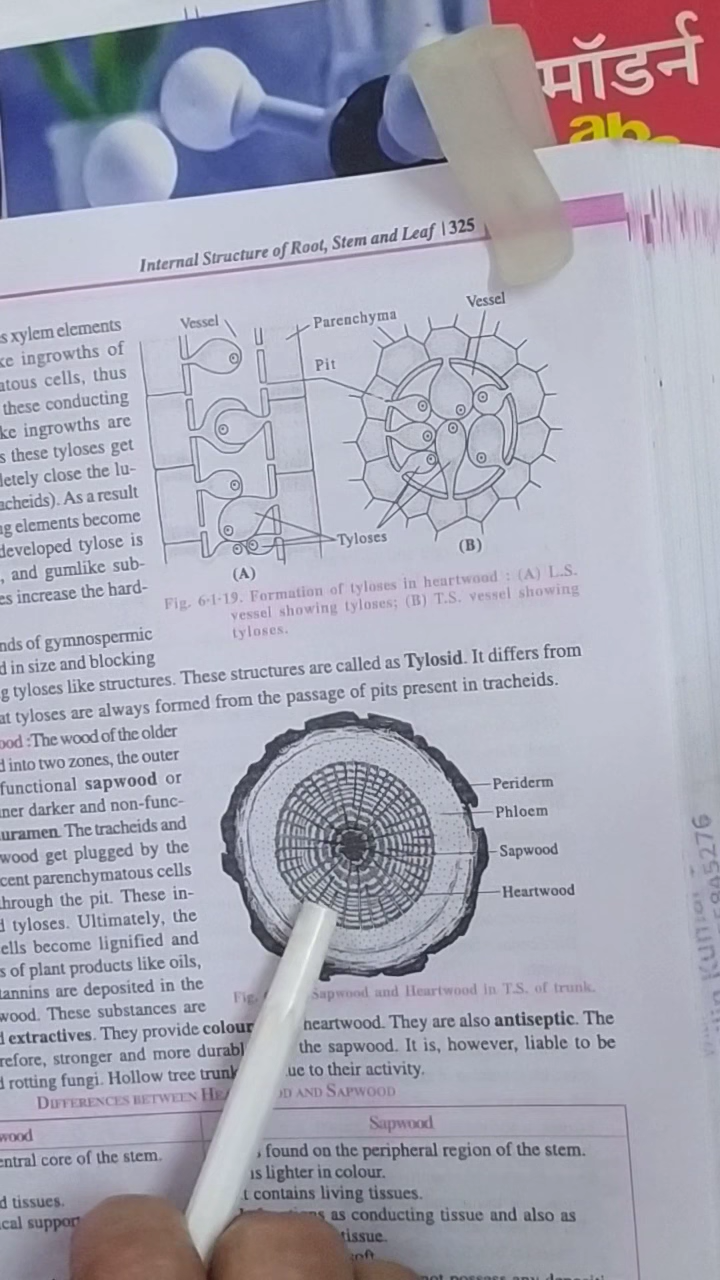 मॉडर्न
abc
Internal Structure of Root, Stem and Leaf | 325
s xylem elements
ke ingrowths of
atous cells, thus
these conducting
ke ingrowths are
s these tyloses get
letely close the lu-
acheids). As a result
ng elements become
developed tylose is
, and gumlike sub-
es increase the hard-
Vessel
Parenchyma
Pit
Vessel
Tyloses
(A)
(B)
Fig. 6·1·19. Formation of tyloses in heartwood : (A) L.S.
vessel showing tyloses; (B) T.S. vessel showing
tyloses.
nds of gymnospermic
d in size and blocking
g tyloses like structures. These structures are called as Tylosid. It differs from
at tyloses are always formed from the passage of pits present in tracheids.
ood :The wood of the older
d into two zones, the outer
functional sapwood or
ner darker and non-func-
uramen. The tracheids and
wood get plugged by the
cent parenchymatous cells
through the pit. These in-
d tyloses. Ultimately, the
ells become lignified and
s of plant products like oils,
tannins are deposited in the
wood. These substances are
Periderm
Phloem
Sapwood
Heartwood
Fig. Sapwood and Heartwood in T.S. of trunk.
d extractives. They provide colour heartwood. They are also antiseptic. The
refore, stronger and more durabl the sapwood. It is, however, liable to be
d rotting fungi. Hollow tree trunk ue to their activity.
DIFFERENCES BETWEEN HEA OD AND SAPWOOD
wood
Sapwood
entral core of the stem.
found on the peripheral region of the stem.
is lighter in colour.
d tissues.
t contains living tissues.
cal suppor
as conducting tissue and also as
tissue.